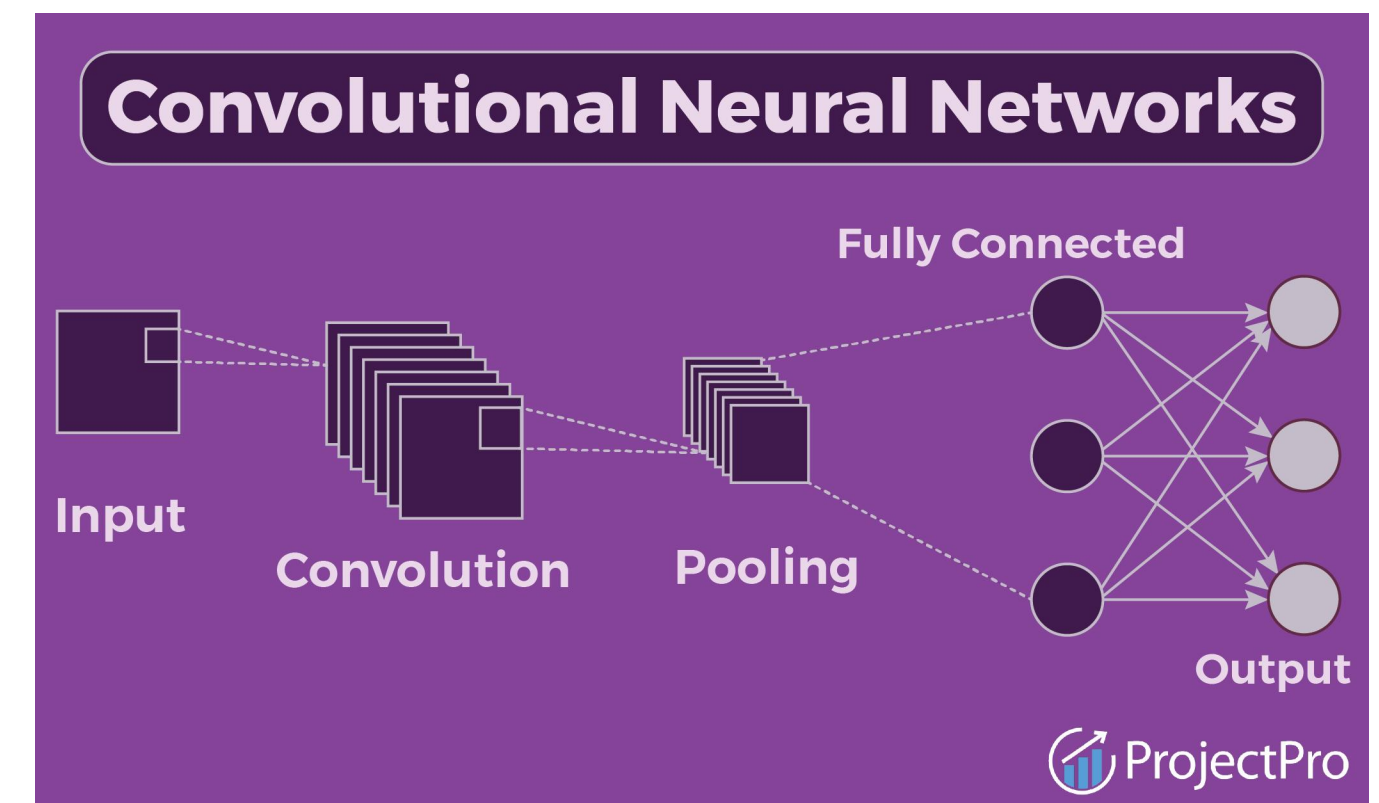 Convolutional Neural Networks
Fully Connected
Input
Convolution
Pooling
Output
ProjectPro